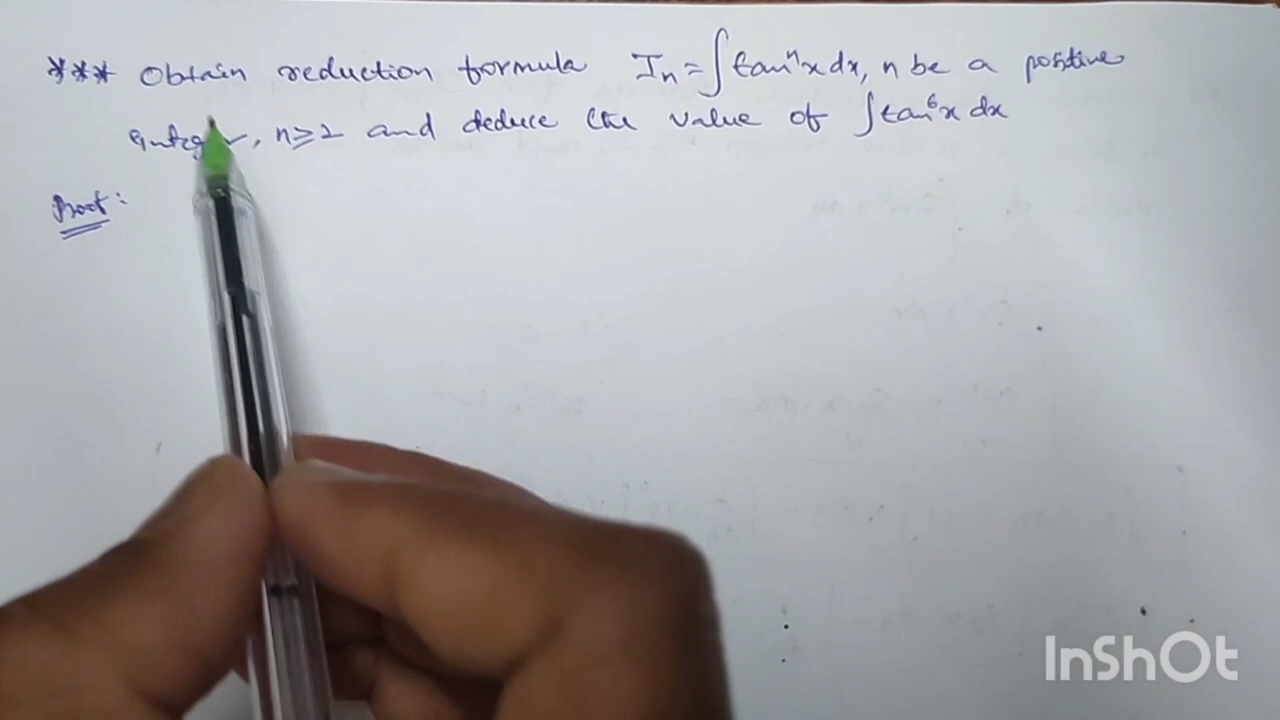 *** Obtain reduction formula Iₙ = ∫tanⁿx dx, n be a positive
integer, n ≥ 2 and deduce the value of ∫tan⁶x dx
Proof:
InShOt